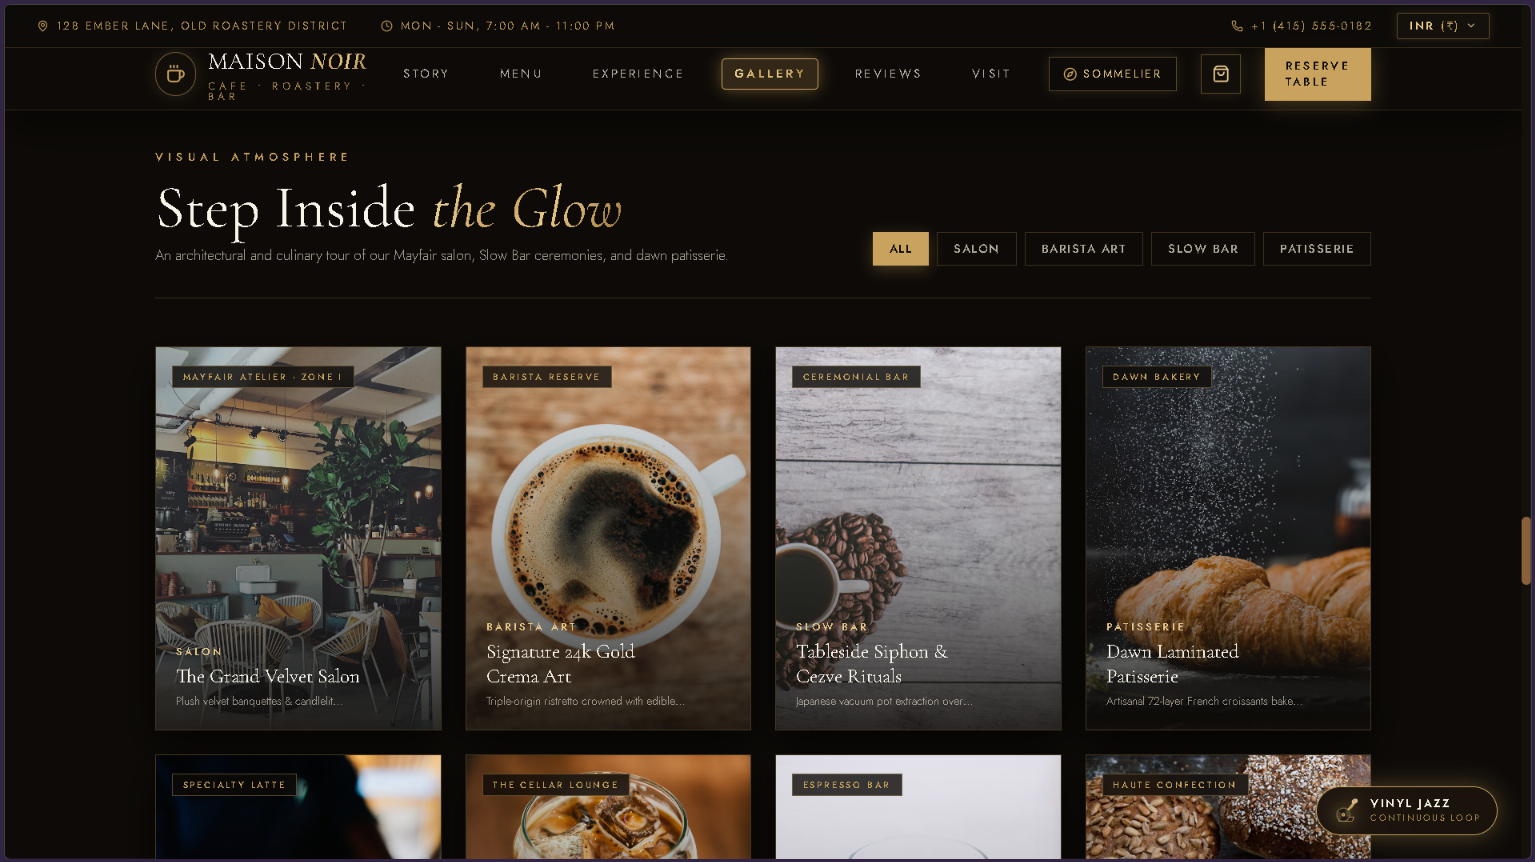 128 EMBER LANE, OLD ROASTERY DISTRICT
MON - SUN, 7:00 AM - 11:00 PM
+1 (415) 555-0182
INR (₹)
MAISON NOIR
CAFE · ROASTERY ·
BAR
STORY
MENU
EXPERIENCE
GALLERY
REVIEWS
VISIT
SOMMELIER
RESERVE
TABLE
VISUAL ATMOSPHERE
Step Inside the Glow
An architectural and culinary tour of our Mayfair salon, Slow Bar ceremonies, and dawn patisserie.
ALL
SALON
BARISTA ART
SLOW BAR
PATISSERIE
MAYFAIR ATELIER · ZONE I
SALON
The Grand Velvet Salon
Plush velvet banquettes & candlelit...
BARISTA RESERVE
BARISTA ART
Signature 24k Gold
Crema Art
Triple-origin ristretto crowned with edible...
CEREMONIAL BAR
SLOW BAR
Tableside Siphon &
Cezve Rituals
Japanese vacuum pot extraction over...
DAWN BAKERY
PATISSERIE
Dawn Laminated
Patisserie
Artisanal 72-layer French croissants bake...
SPECIALTY LATTE
THE CELLAR LOUNGE
ESPRESSO BAR
HAUTE CONFECTION
VINYL JAZZ
CONTINUOUS LOOP